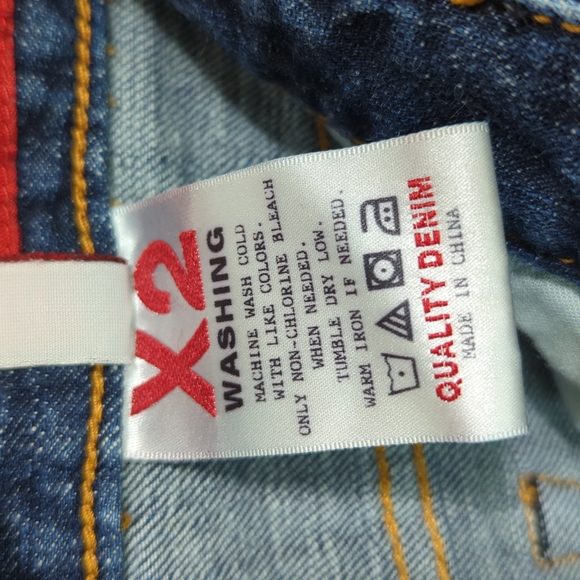 X2
WASHING
MACHINE WASH COLD
WITH LIKE COLORS.
ONLY NON-CHLORINE BLEACH
WHEN NEEDED.
TUMBLE DRY LOW.
WARM IRON IF NEEDED.
QUALITY DENIM
MADE IN CHINA